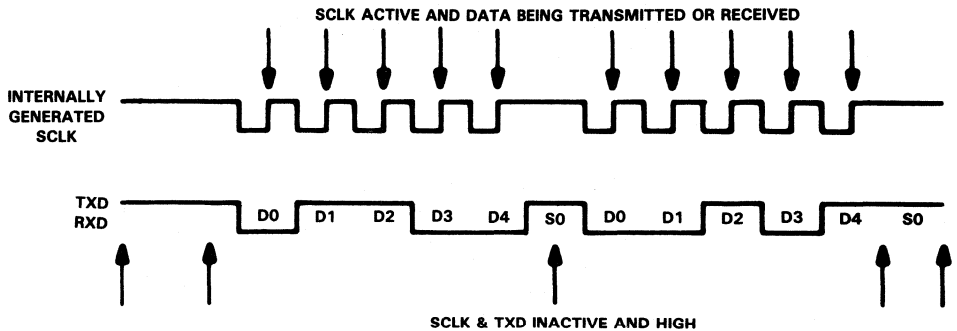 SCLK ACTIVE AND DATA BEING TRANSMITTED OR RECEIVED
INTERNALLY
GENERATED
SCLK
TXD
RXD
D0 D1 D2 D3 D4 S0 D0 D1 D2 D3 D4 S0
SCLK & TXD INACTIVE AND HIGH